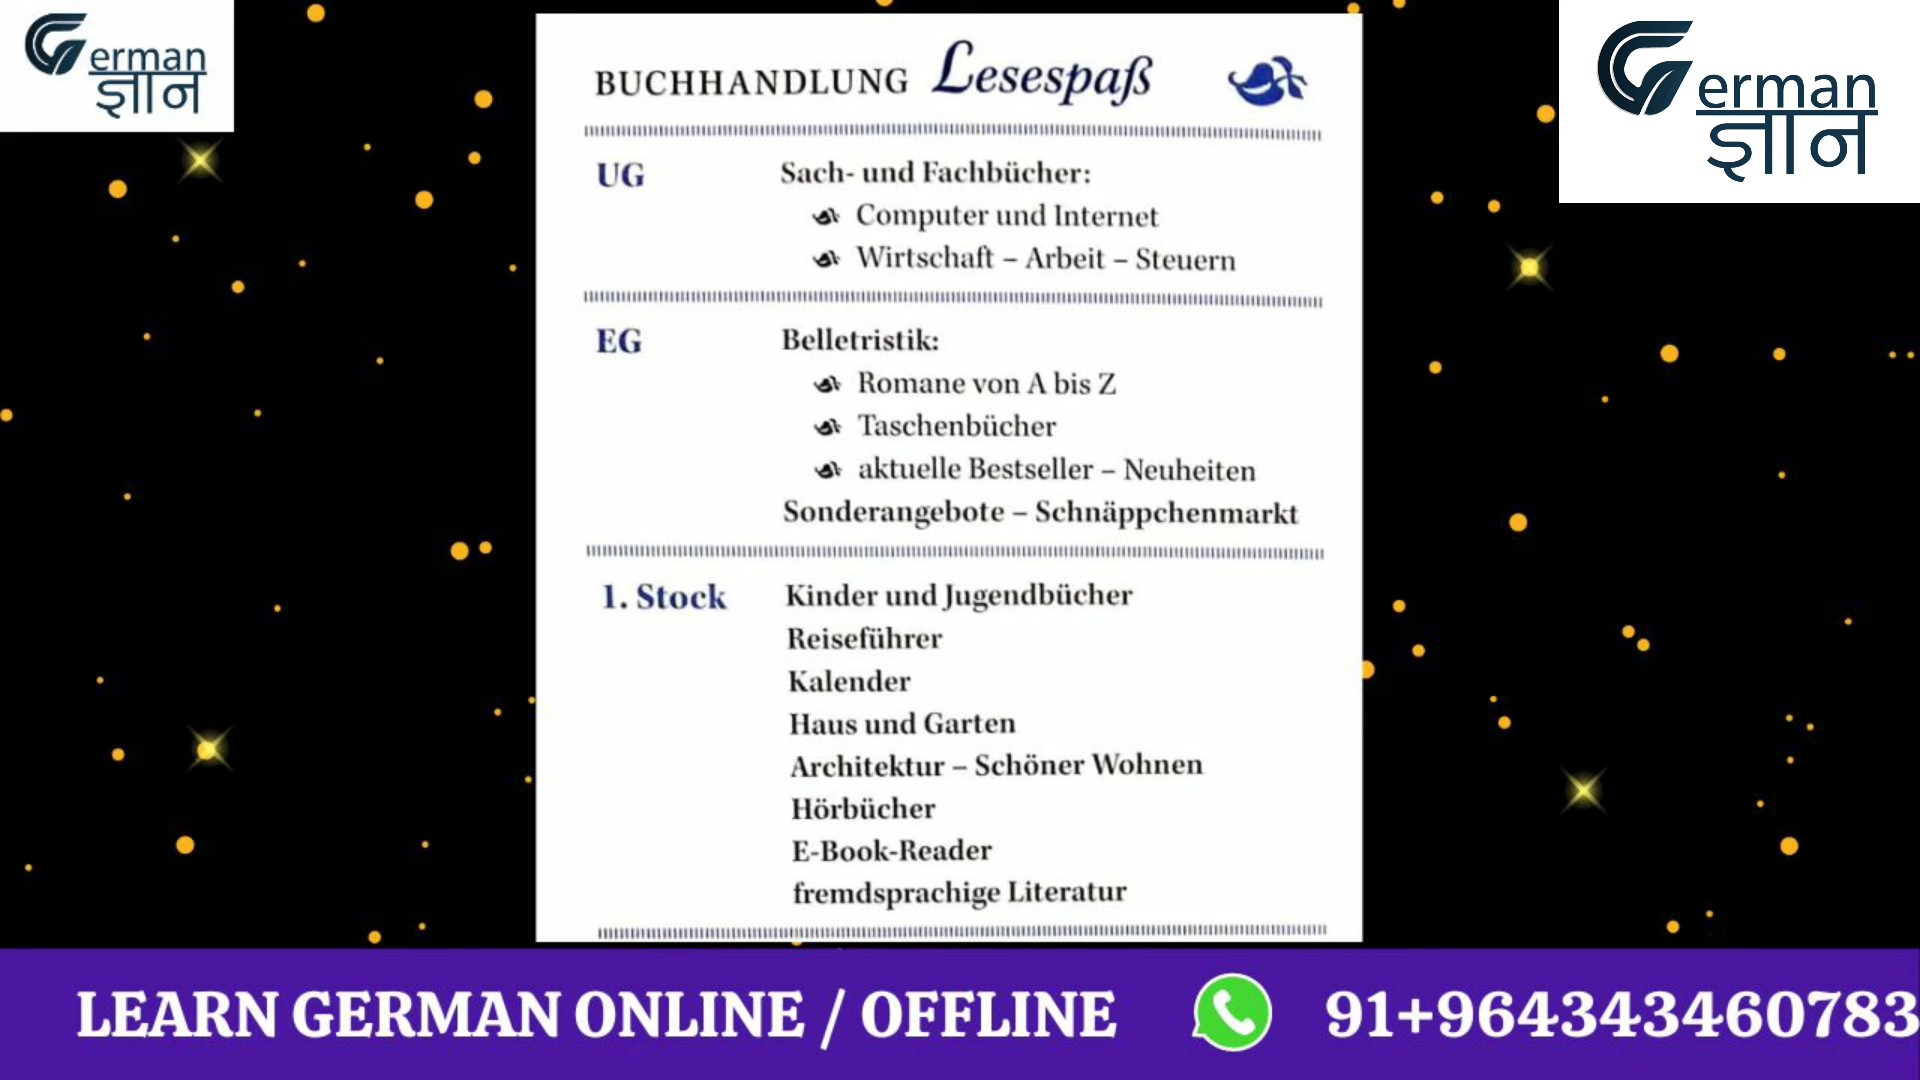 German
ज्ञान
German
ज्ञान
BUCHHANDLUNG Lesespaß
UG
Sach- und Fachbücher:
Computer und Internet
Wirtschaft – Arbeit – Steuern
EG
Belletristik:
Romane von A bis Z
Taschenbücher
aktuelle Bestseller – Neuheiten
Sonderangebote – Schnäppchenmarkt
1. Stock
Kinder und Jugendbücher
Reiseführer
Kalender
Haus und Garten
Architektur – Schöner Wohnen
Hörbücher
E-Book-Reader
fremdsprachige Literatur
LEARN GERMAN ONLINE / OFFLINE
91+964343460783